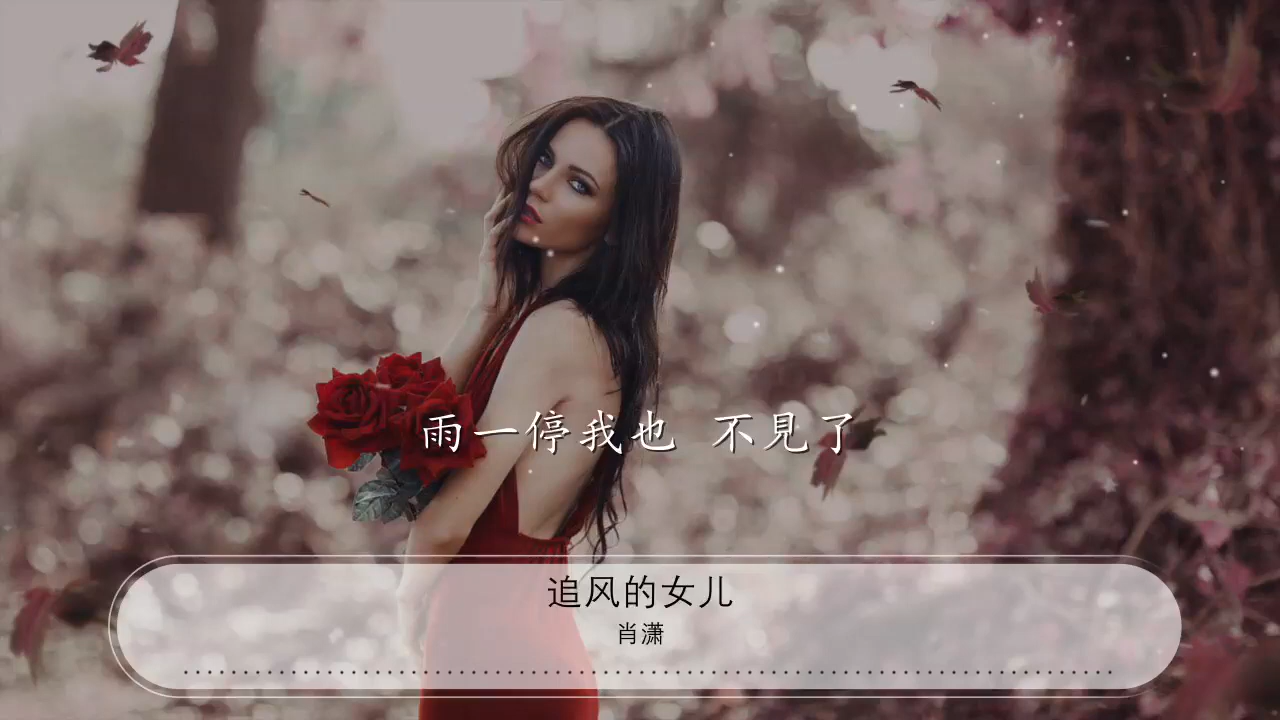 雨一停我也 不見了
追风的女儿
肖潇